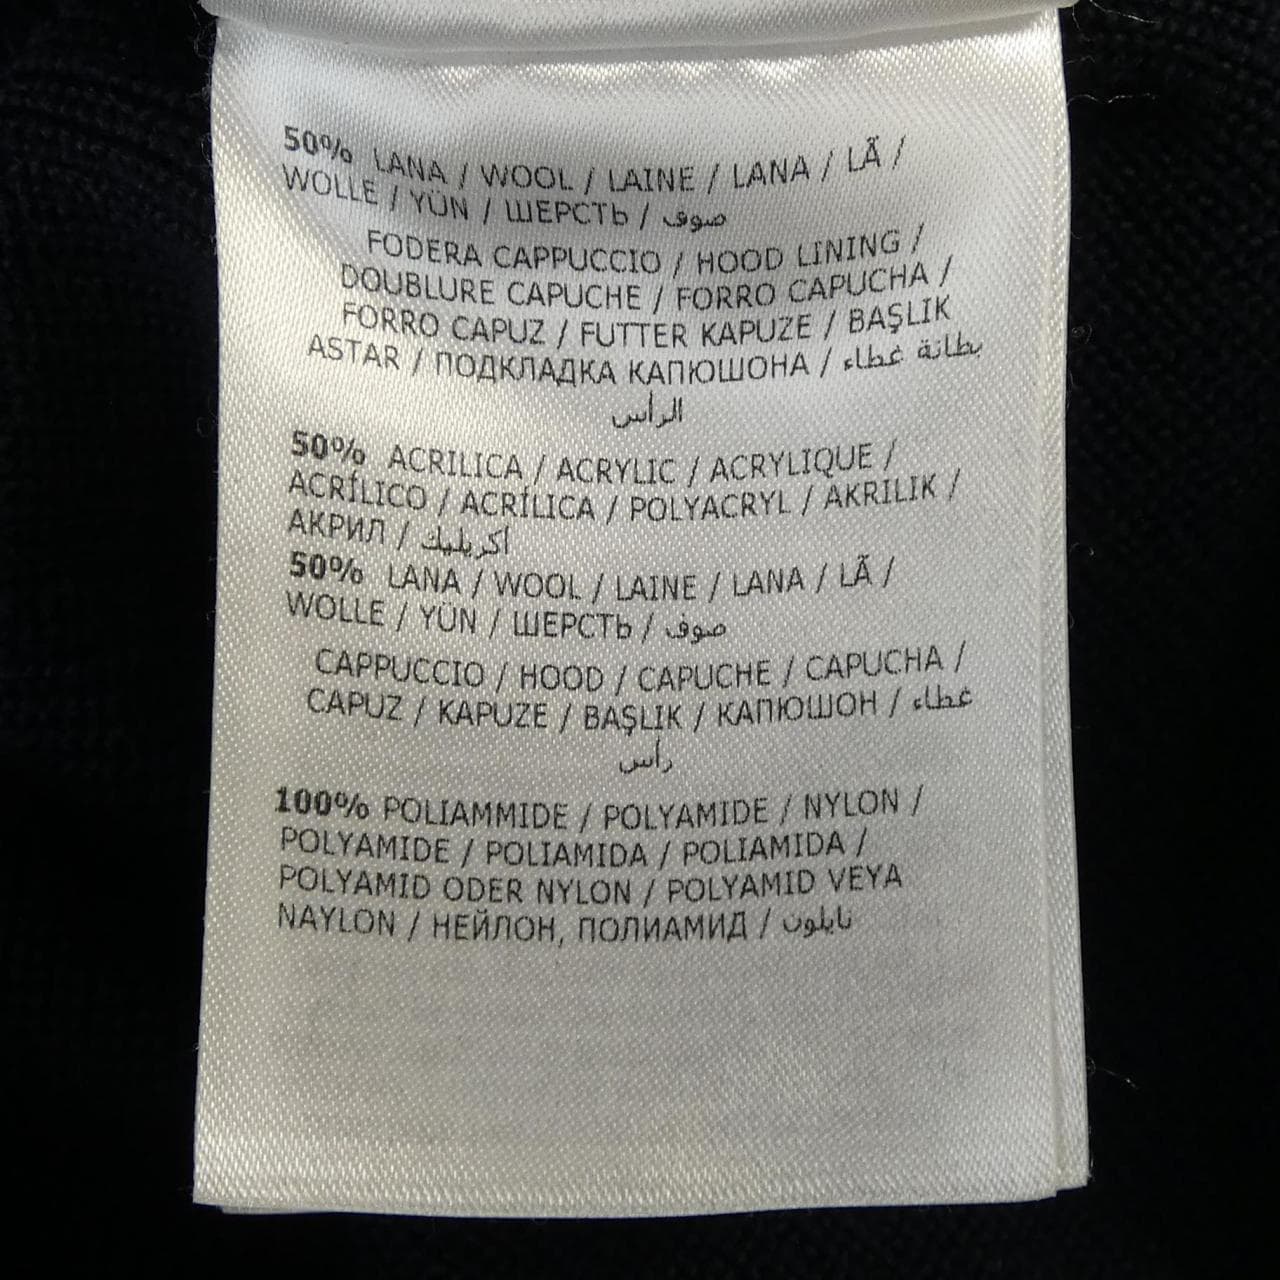 50% LANA / WOOL / LAINE / LANA / LÃ /
WOLLE / YÜN / ШЕРСТЬ / صوف
FODERA CAPPUCCIO / HOOD LINING /
DOUBLURE CAPUCHE / FORRO CAPUCHA /
FORRO CAPUZ / FUTTER KAPUZE / BAŞLIK
ASTAR / ПОДКЛАДКА КАПЮШОНА / بطانة غطاء
الرأس
50% ACRILICA / ACRYLIC / ACRYLIQUE /
ACRÍLICO / ACRÍLICA / POLYACRYL / AKRILIK /
АКРИЛ / اكريليك
50% LANA / WOOL / LAINE / LANA / LÃ /
WOLLE / YÜN / ШЕРСТЬ / صوف
CAPPUCCIO / HOOD / CAPUCHE / CAPUCHA /
CAPUZ / KAPUZE / BAŞLIK / КАПЮШОН / غطاء
رأس
100% POLIAMMIDE / POLYAMIDE / NYLON /
POLYAMIDE / POLIAMIDA / POLIAMIDA /
POLYAMID ODER NYLON / POLYAMID VEYA
NAYLON / НЕЙЛОН, ПОЛИАМИД / نايلون